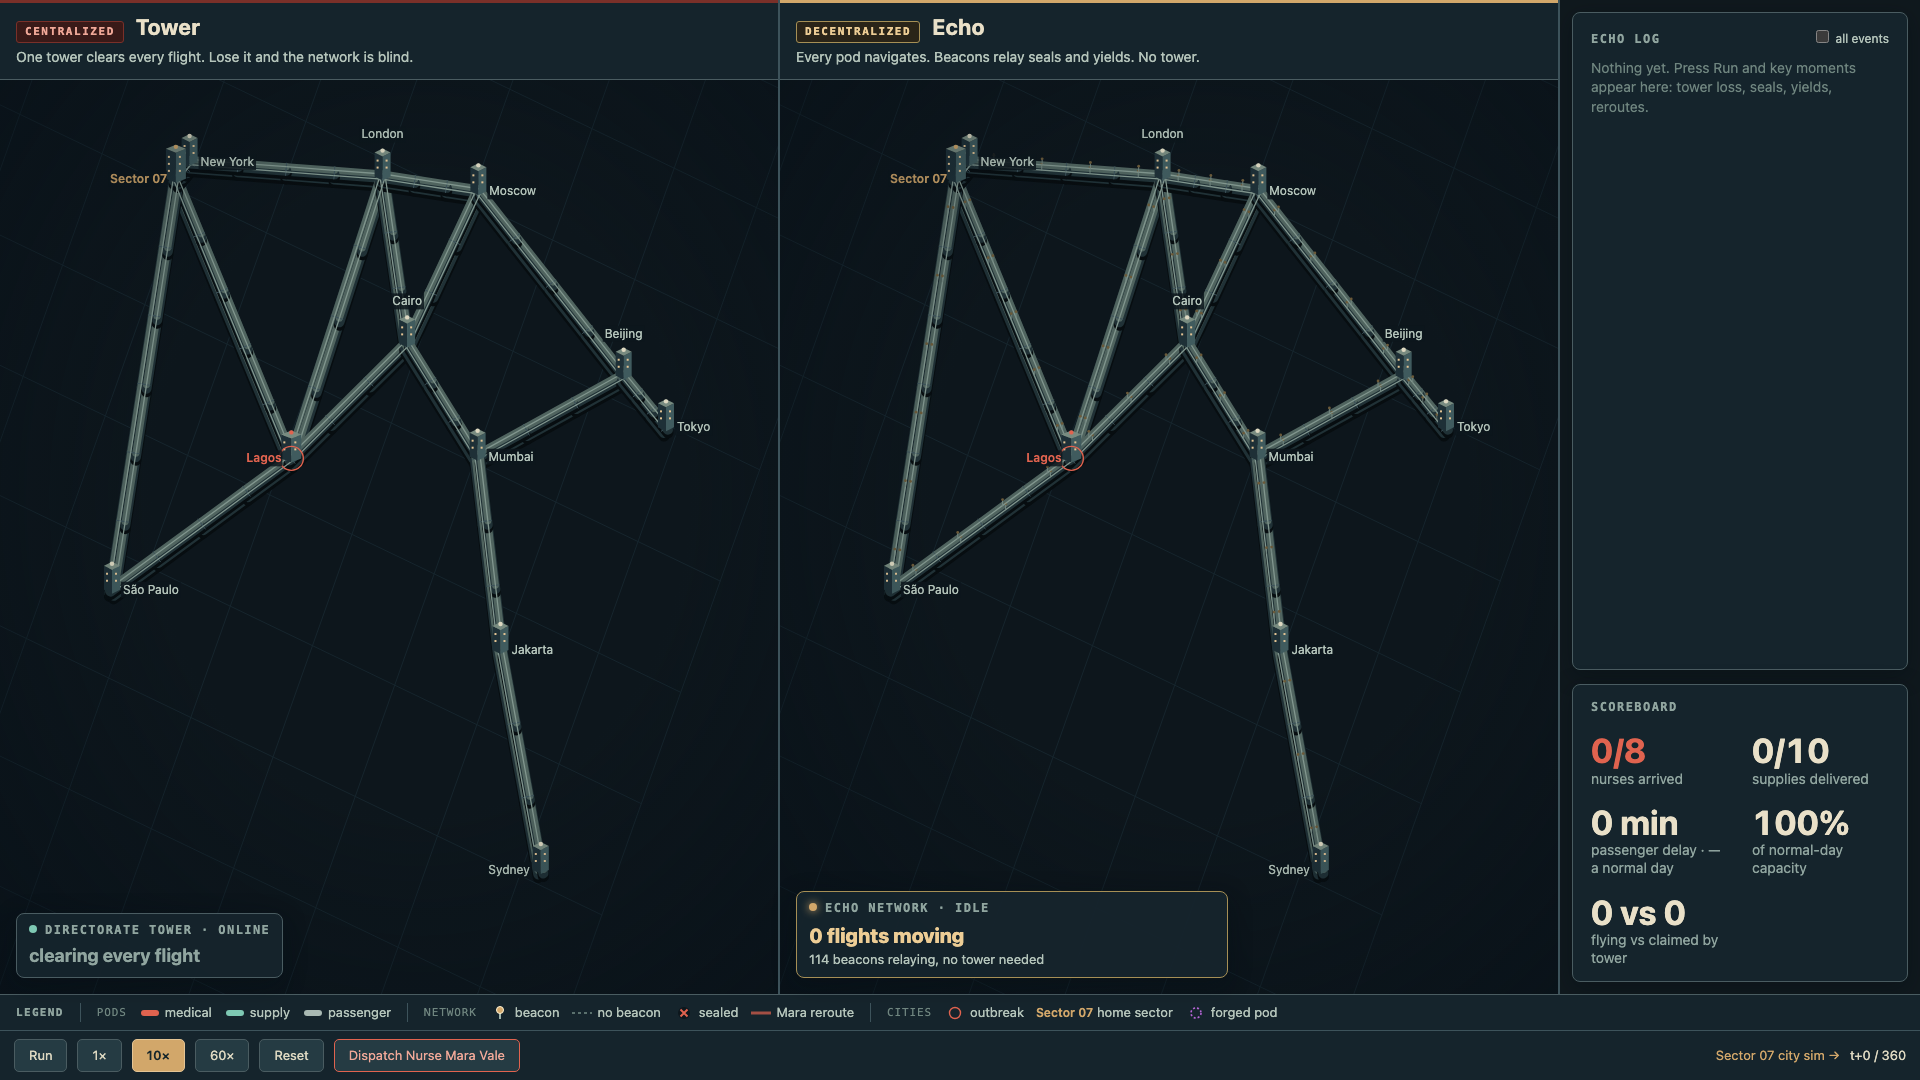 CENTRALIZED Tower
One tower clears every flight. Lose it and the network is blind.
London
New York
Sector 07
Moscow
Cairo
Beijing
Tokyo
Lagos
Mumbai
São Paulo
Jakarta
Sydney
DIRECTORATE TOWER · ONLINE
clearing every flight
DECENTRALIZED Echo
Every pod navigates. Beacons relay seals and yields. No tower.
London
New York
Sector 07
Moscow
Cairo
Beijing
Tokyo
Lagos
Mumbai
São Paulo
Jakarta
Sydney
ECHO NETWORK · IDLE
0 flights moving
114 beacons relaying, no tower needed
ECHO LOG all events
Nothing yet. Press Run and key moments
appear here: tower loss, seals, yields,
reroutes.
SCOREBOARD
0/8
nurses arrived
0/10
supplies delivered
0 min
passenger delay · —
a normal day
100%
of normal-day
capacity
0 vs 0
flying vs claimed by
tower
LEGEND PODS medical supply passenger NETWORK beacon no beacon sealed Mara reroute CITIES outbreak Sector 07 home sector forged pod
Run 1× 10× 60× Reset Dispatch Nurse Mara Vale Sector 07 city sim → t+0 / 360